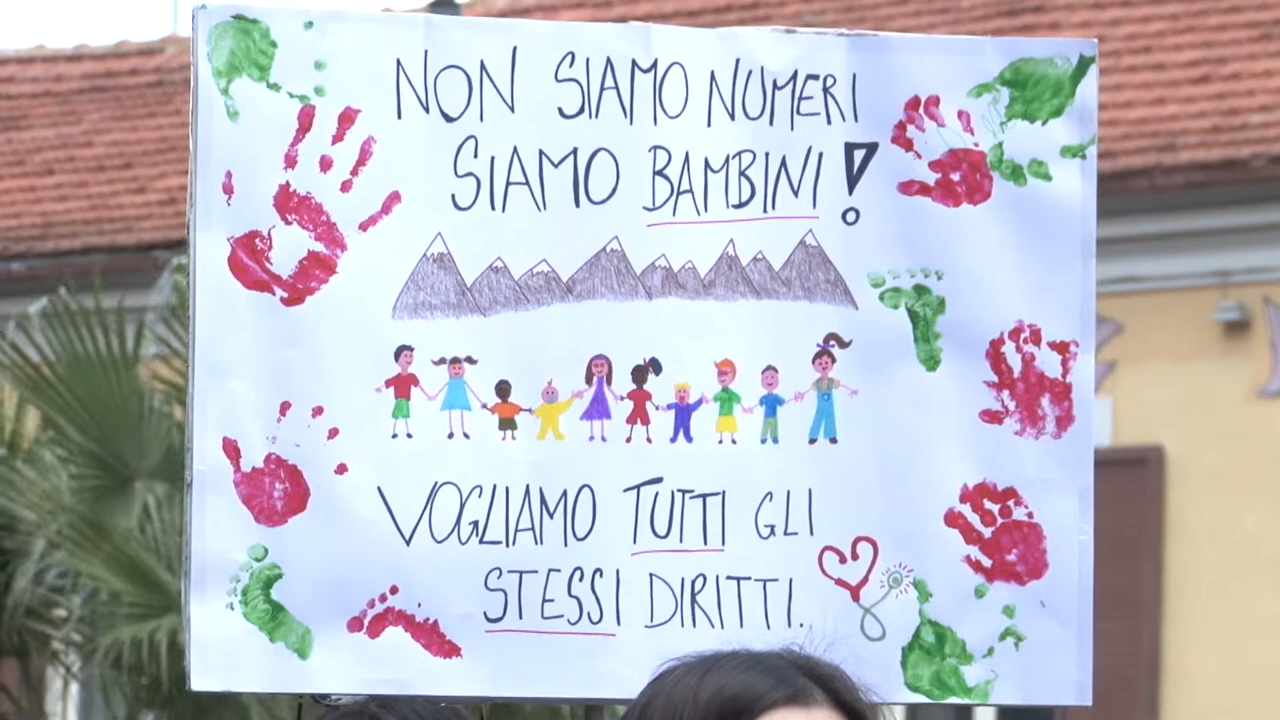 NON SIAMO NUMERI
SIAMO BAMBINI!
VOGLIAMO TUTTI GLI
STESSI DIRITTI.